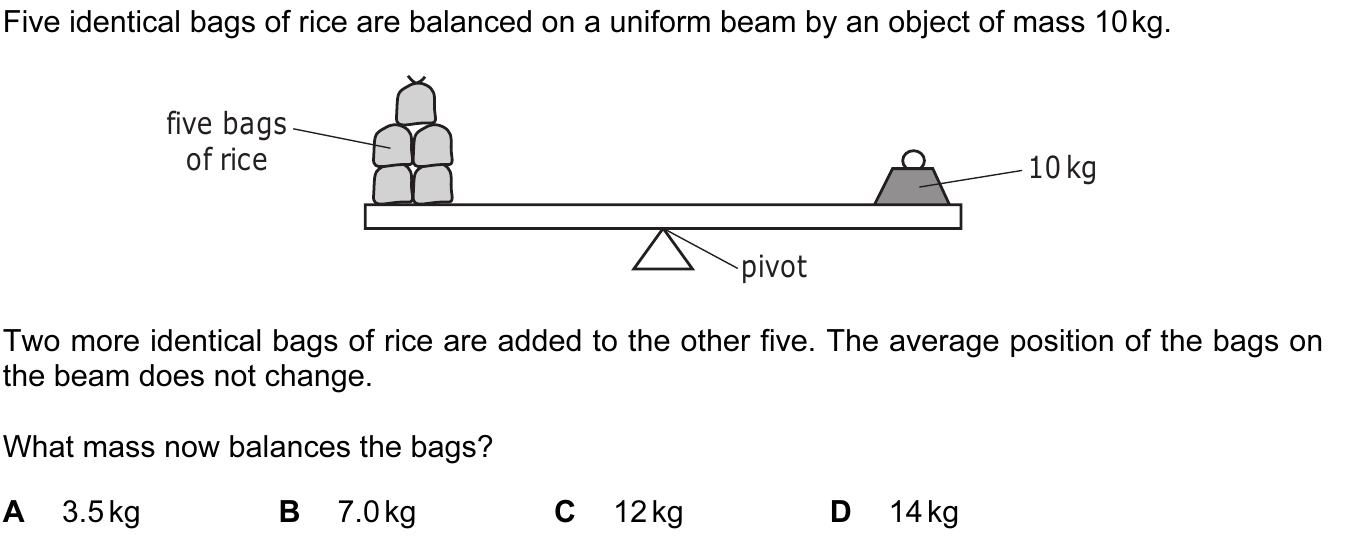 Five identical bags of rice are balanced on a uniform beam by an object of mass 10 kg.
five bags
of rice
10 kg
pivot
Two more identical bags of rice are added to the other five. The average position of the bags on
the beam does not change.
What mass now balances the bags?
A 3.5 kg B 7.0 kg C 12 kg D 14 kg